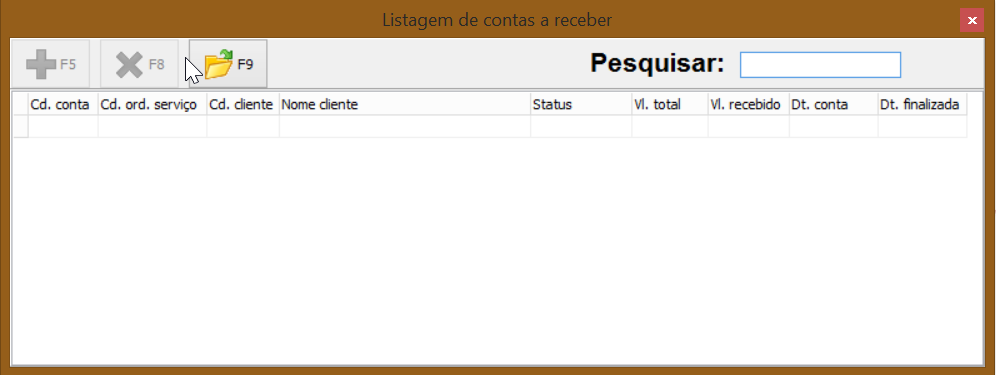 Listagem de contas a receber
F5 F8 F9 Pesquisar:
Cd. conta Cd. ord. serviço Cd. cliente Nome cliente Status Vl. total Vl. recebido Dt. conta Dt. finalizada